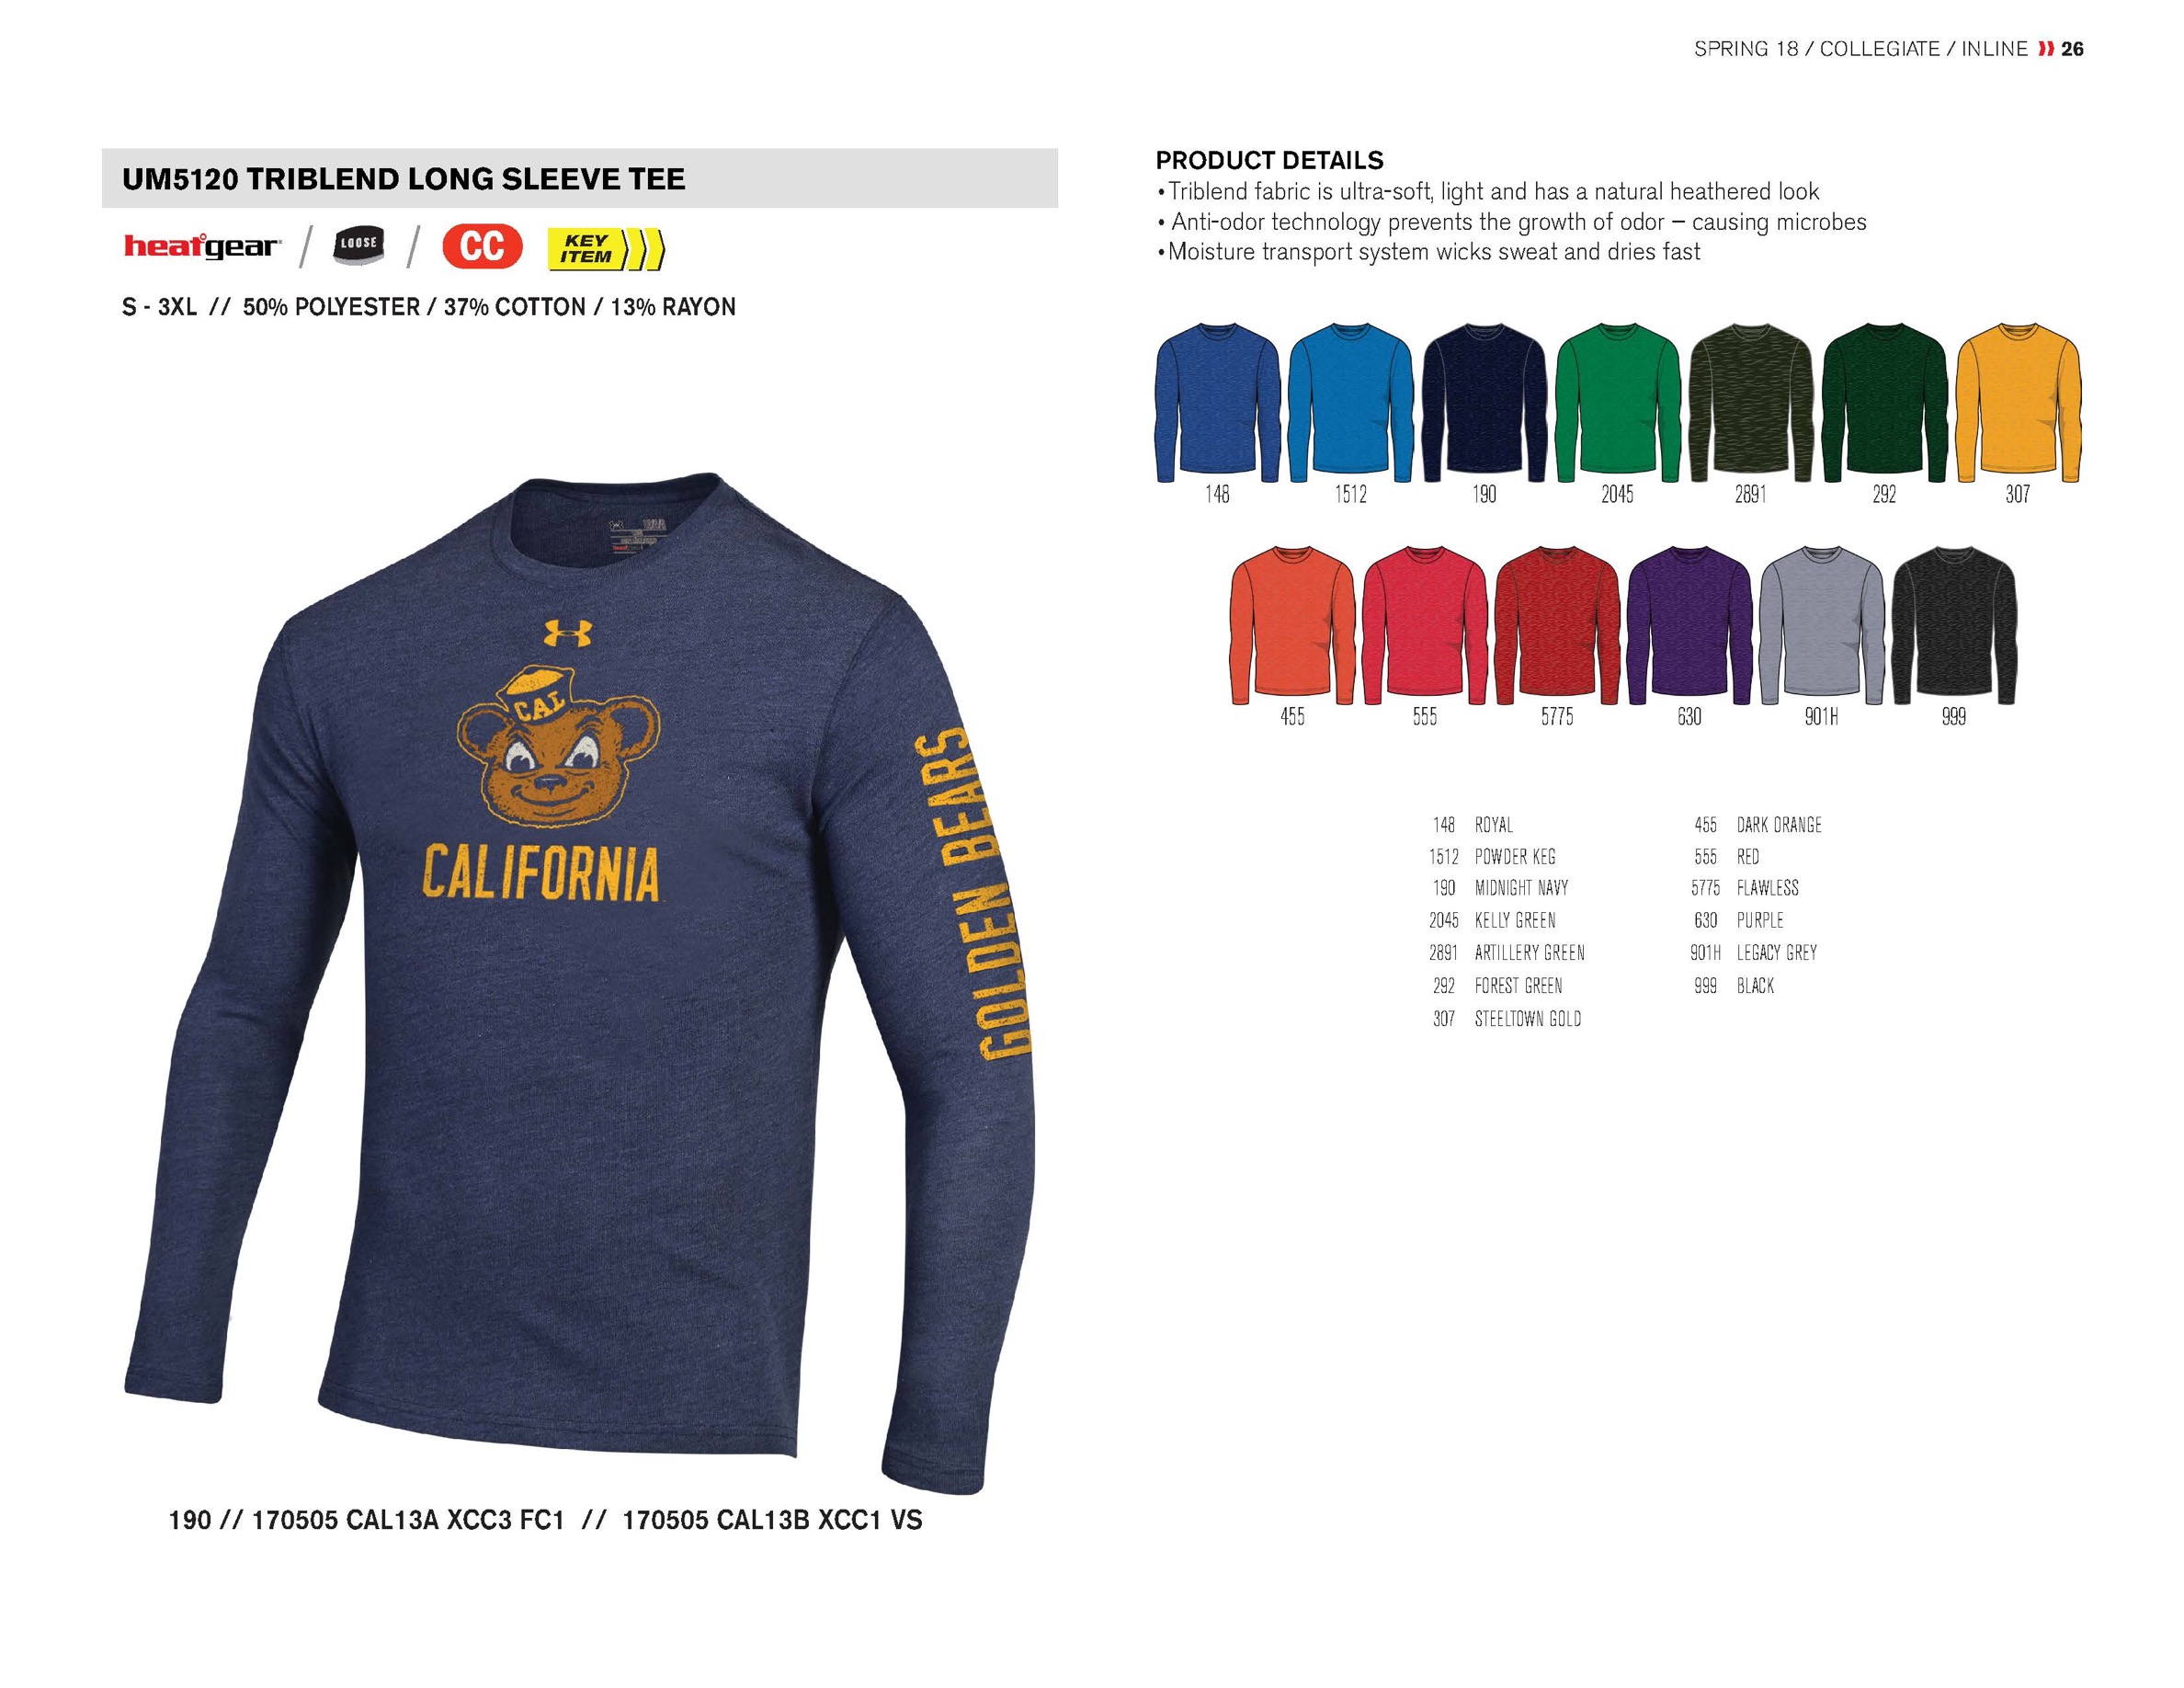 SPRING 18 / COLLEGIATE / INLINE 26
UM5120 TRIBLEND LONG SLEEVE TEE
heatgear / LOOSE / CC KEY ITEM
S - 3XL // 50% POLYESTER / 37% COTTON / 13% RAYON
CAL
CALIFORNIA
GOLDEN BEARS
190 // 170505 CAL13A XCC3 FC1 // 170505 CAL13B XCC1 VS
PRODUCT DETAILS
• Triblend fabric is ultra-soft, light and has a natural heathered look
• Anti-odor technology prevents the growth of odor – causing microbes
• Moisture transport system wicks sweat and dries fast
148 1512 190 2045 2891 292 307
455 555 5775 630 901H 999
148 ROYAL
1512 POWDER KEG
190 MIDNIGHT NAVY
2045 KELLY GREEN
2891 ARTILLERY GREEN
292 FOREST GREEN
307 STEELTOWN GOLD
455 DARK ORANGE
555 RED
5775 FLAWLESS
630 PURPLE
901H LEGACY GREY
999 BLACK